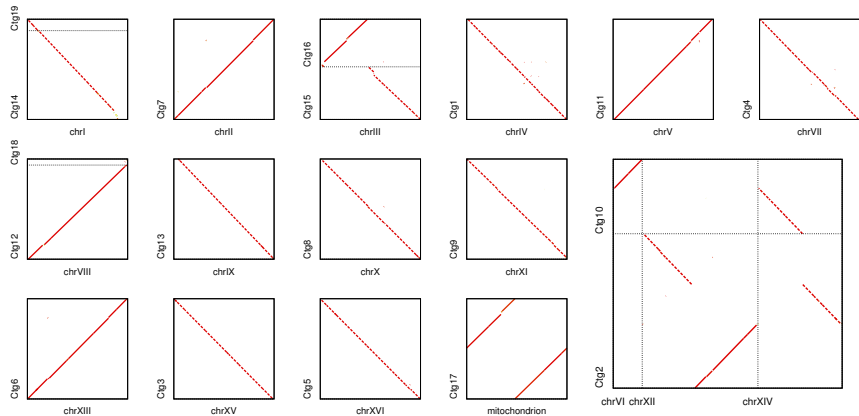 Ctg19
Ctg14
chrI
Ctg7
chrII
Ctg16
Ctg15
chrIII
Ctg1
chrIV
Ctg11
chrV
Ctg4
chrVII
Ctg18
Ctg12
chrVIII
Ctg13
chrIX
Ctg8
chrX
Ctg9
chrXI
Ctg10
Ctg2
chrVI chrXII chrXIV
Ctg6
chrXIII
Ctg3
chrXV
Ctg5
chrXVI
Ctg17
mitochondrion